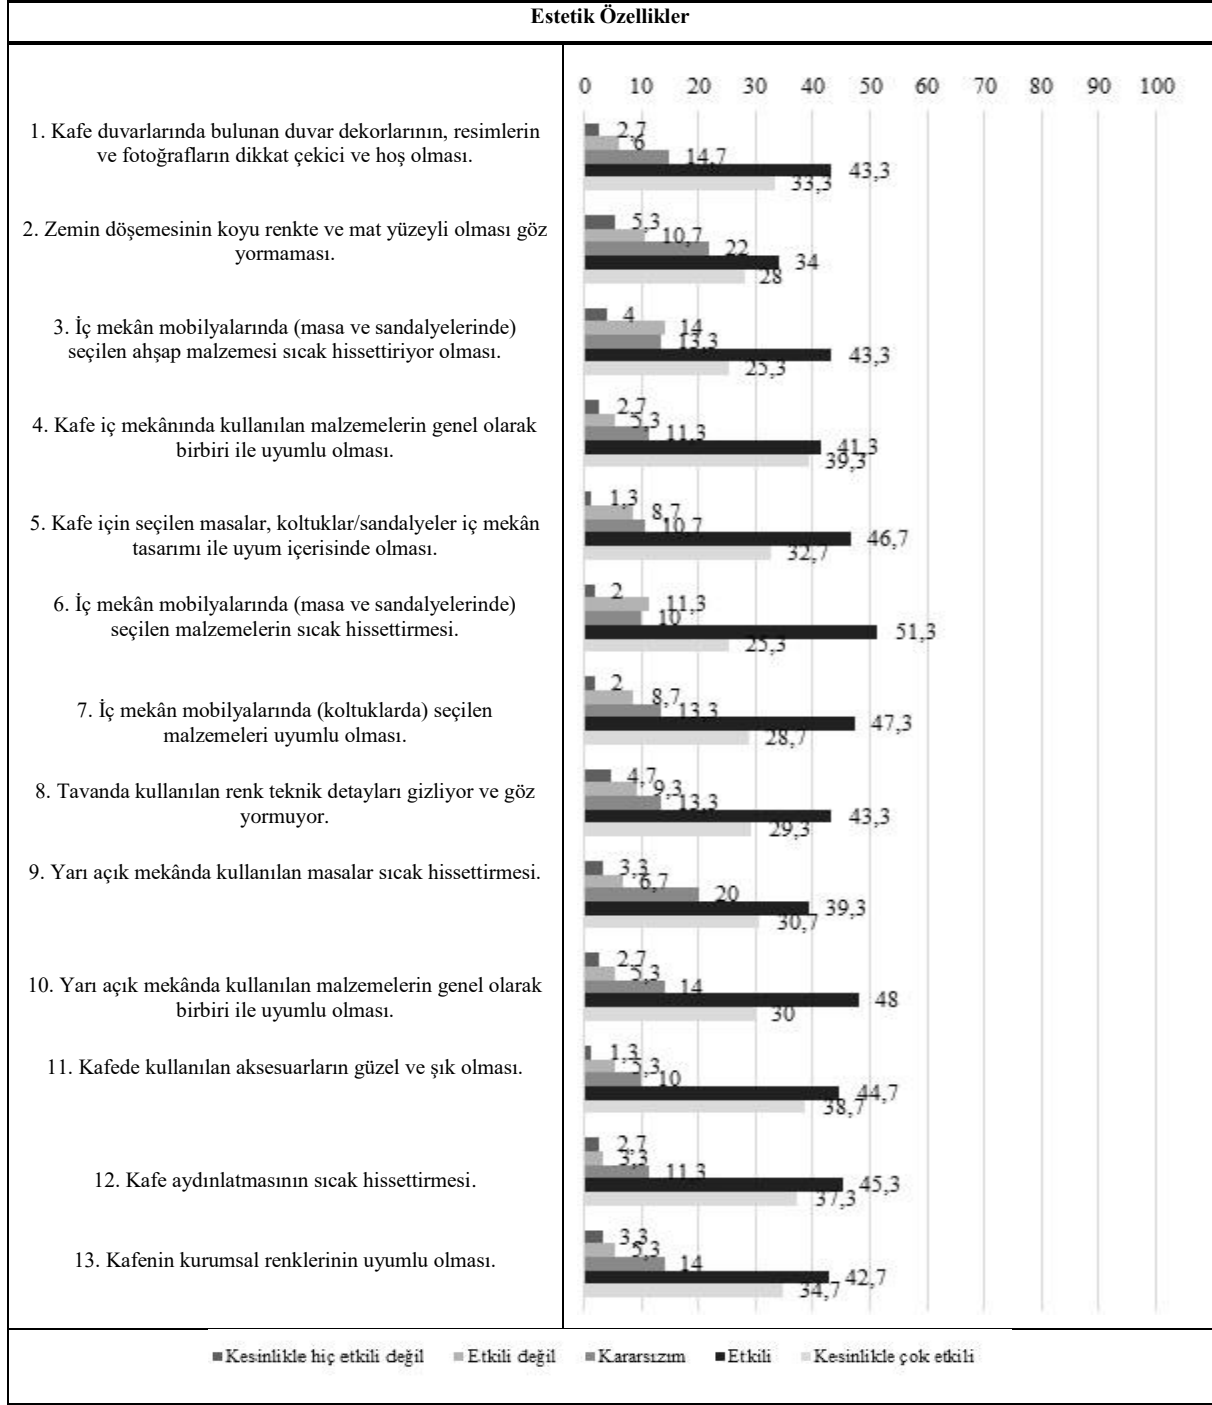 Estetik Özellikler
0 10 20 30 40 50 60 70 80 90 100
1. Kafe duvarlarında bulunan duvar dekorlarının, resimlerin
ve fotoğrafların dikkat çekici ve hoş olması.
2,7
6
14,7
43,3
33,3
2. Zemin döşemesinin koyu renkte ve mat yüzeyli olması göz
yormaması.
5,3
10,7
22
34
28
3. İç mekân mobilyalarında (masa ve sandalyelerinde)
seçilen ahşap malzemesi sıcak hissettiriyor olması.
4
14
13,3
43,3
25,3
4. Kafe iç mekânında kullanılan malzemelerin genel olarak
birbiri ile uyumlu olması.
2,7
5,3
11,3
41,3
39,3
5. Kafe için seçilen masalar, koltuklar/sandalyeler iç mekân
tasarımı ile uyum içerisinde olması.
1,3
8,7
10,7
46,7
32,7
6. İç mekân mobilyalarında (masa ve sandalyelerinde)
seçilen malzemelerin sıcak hissettirmesi.
2
11,3
10
51,3
25,3
7. İç mekân mobilyalarında (koltuklarda) seçilen
malzemeleri uyumlu olması.
2
8,7
13,3
47,3
28,7
8. Tavanda kullanılan renk teknik detayları gizliyor ve göz
yormuyor.
4,7
9,3
13,3
43,3
29,3
9. Yarı açık mekânda kullanılan masalar sıcak hissettirmesi.
3,3
6,7
20
39,3
30,7
10. Yarı açık mekânda kullanılan malzemelerin genel olarak
birbiri ile uyumlu olması.
2,7
5,3
14
48
30
11. Kafede kullanılan aksesuarların güzel ve şık olması.
1,3
5,3
10
44,7
38,7
12. Kafe aydınlatmasının sıcak hissettirmesi.
2,7
3,3
11,3
45,3
37,3
13. Kafenin kurumsal renklerinin uyumlu olması.
3,3
5,3
14
42,7
34,7
Kesinlikle hiç etkili değil Etkili değil Kararsızım Etkili Kesinlikle çok etkili